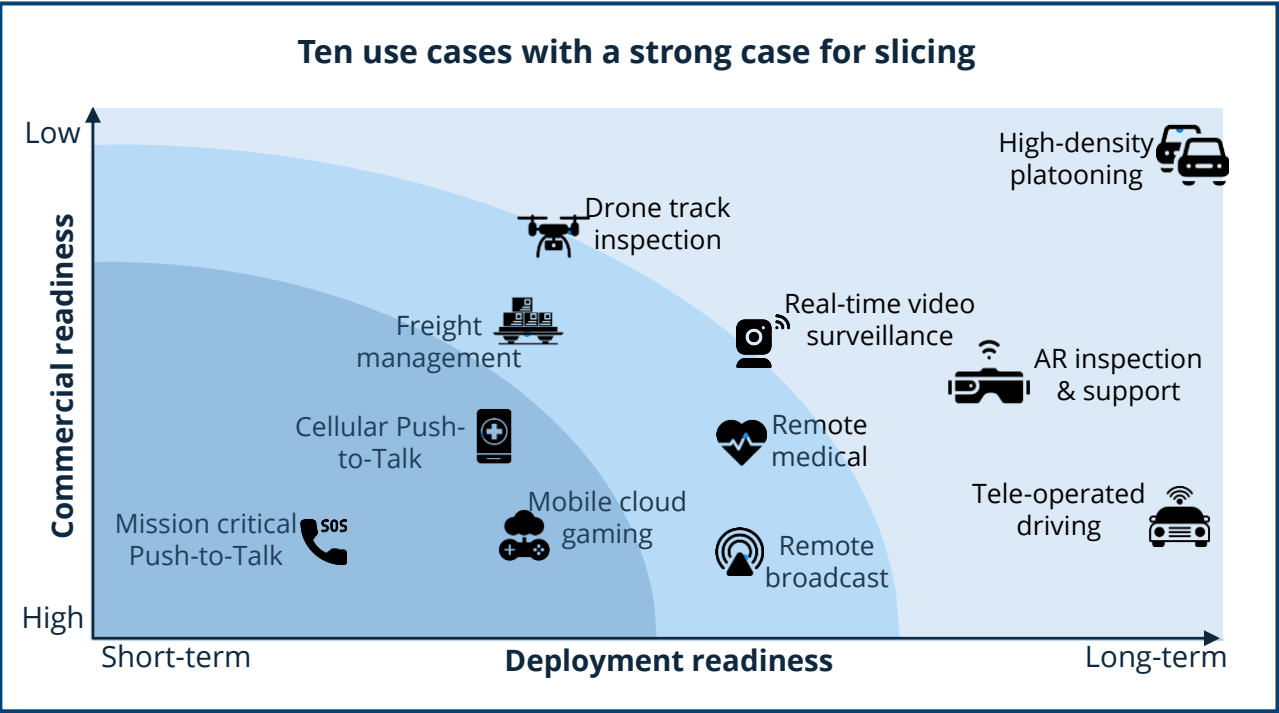 Ten use cases with a strong case for slicing
Low
High-density
platooning
Drone track
inspection
Commercial readiness
Real-time video
surveillance
Freight
management
AR inspection
& support
Cellular Push-
to-Talk
Remote
medical
Tele-operated
driving
Mobile cloud
gaming
Mission critical
Push-to-Talk
SOS
Remote
broadcast
High
Short-term
Deployment readiness
Long-term